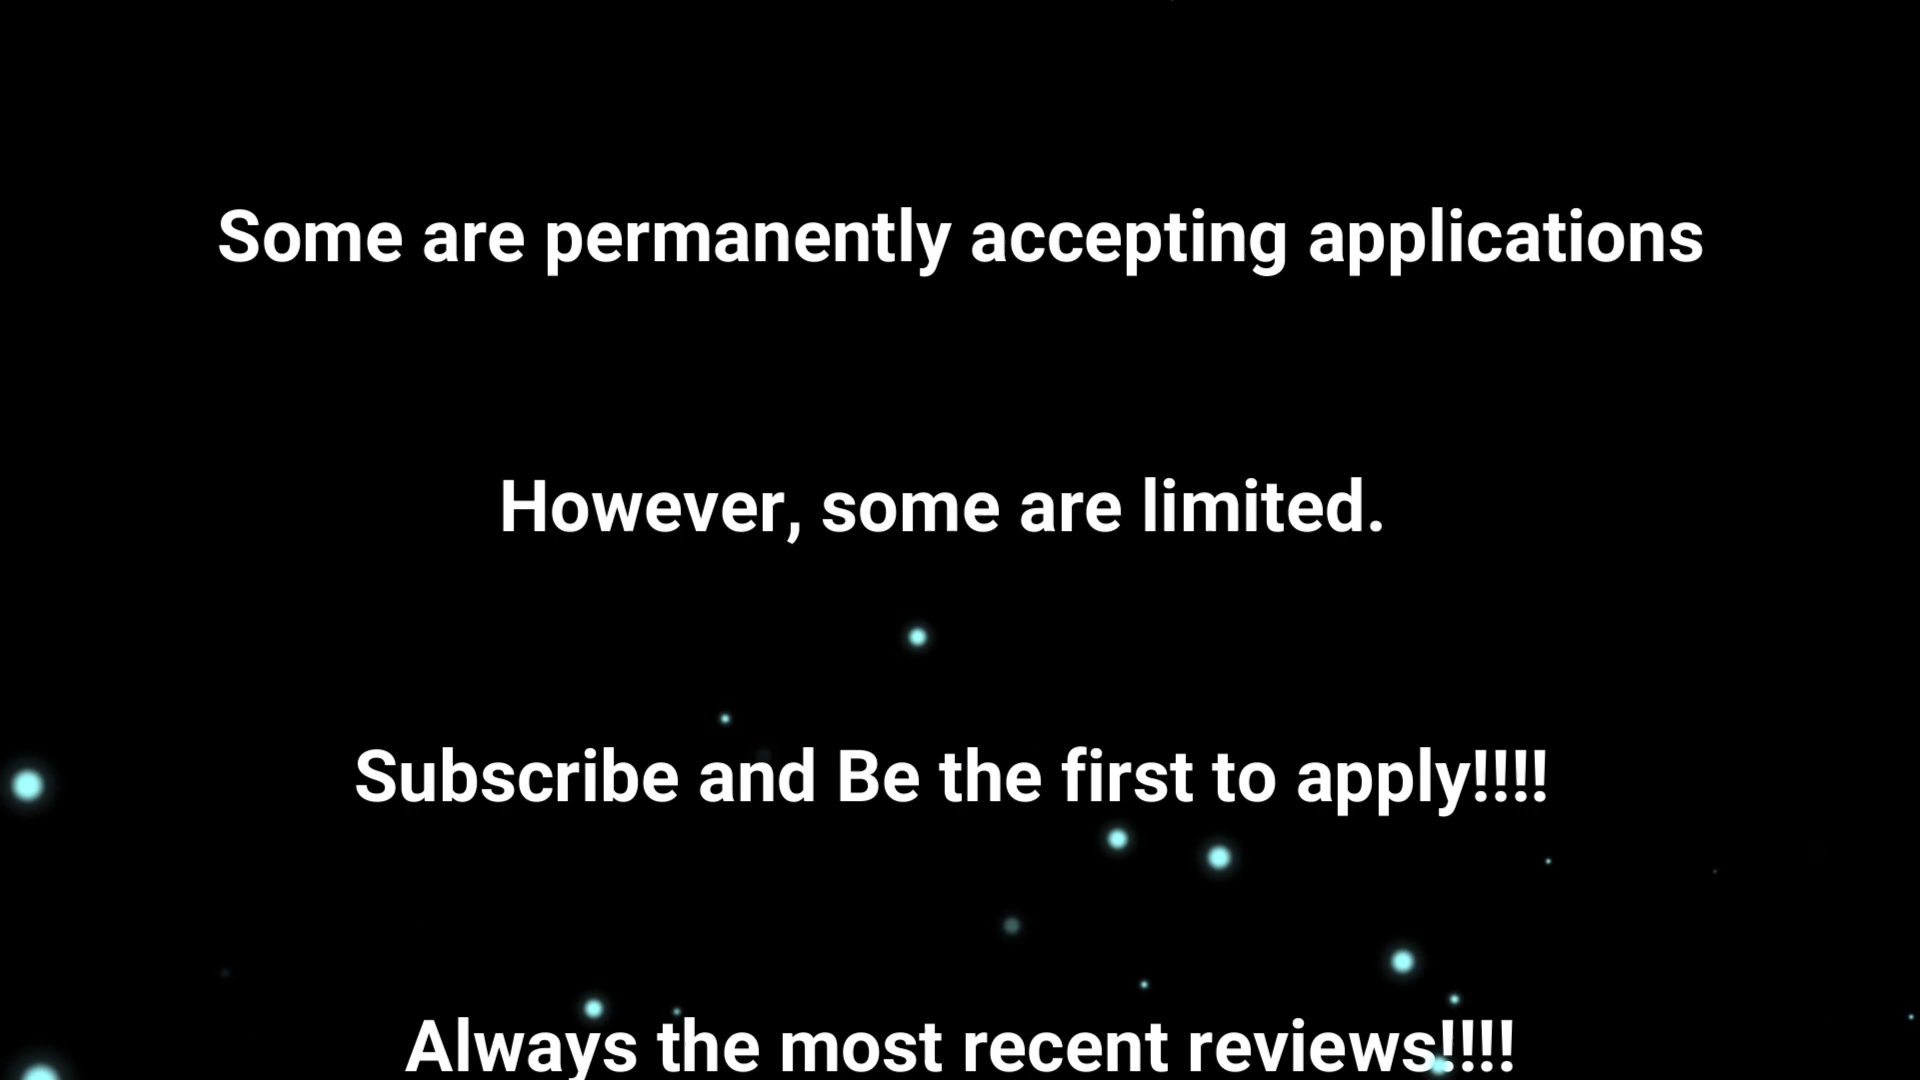 Some are permanently accepting applications
However, some are limited.
Subscribe and Be the first to apply!!!!
Always the most recent reviews!!!!